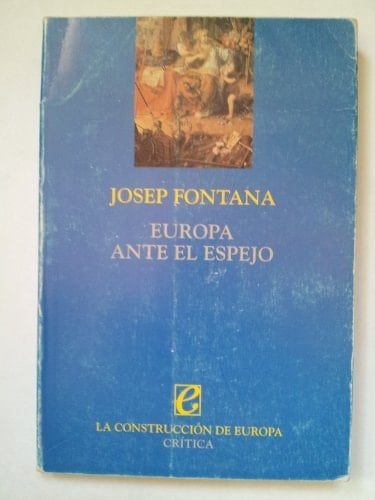 JOSEP FONTANA
EUROPA
ANTE EL ESPEJO
e
LA CONSTRUCCIÓN DE EUROPA
CRÍTICA